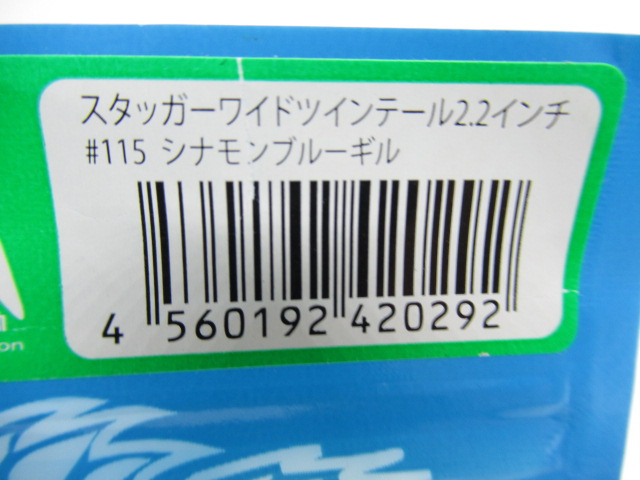 スタッガーワイドツインテール2.2インチ
#115 シナモンブルーギル
4 560192 420292
on